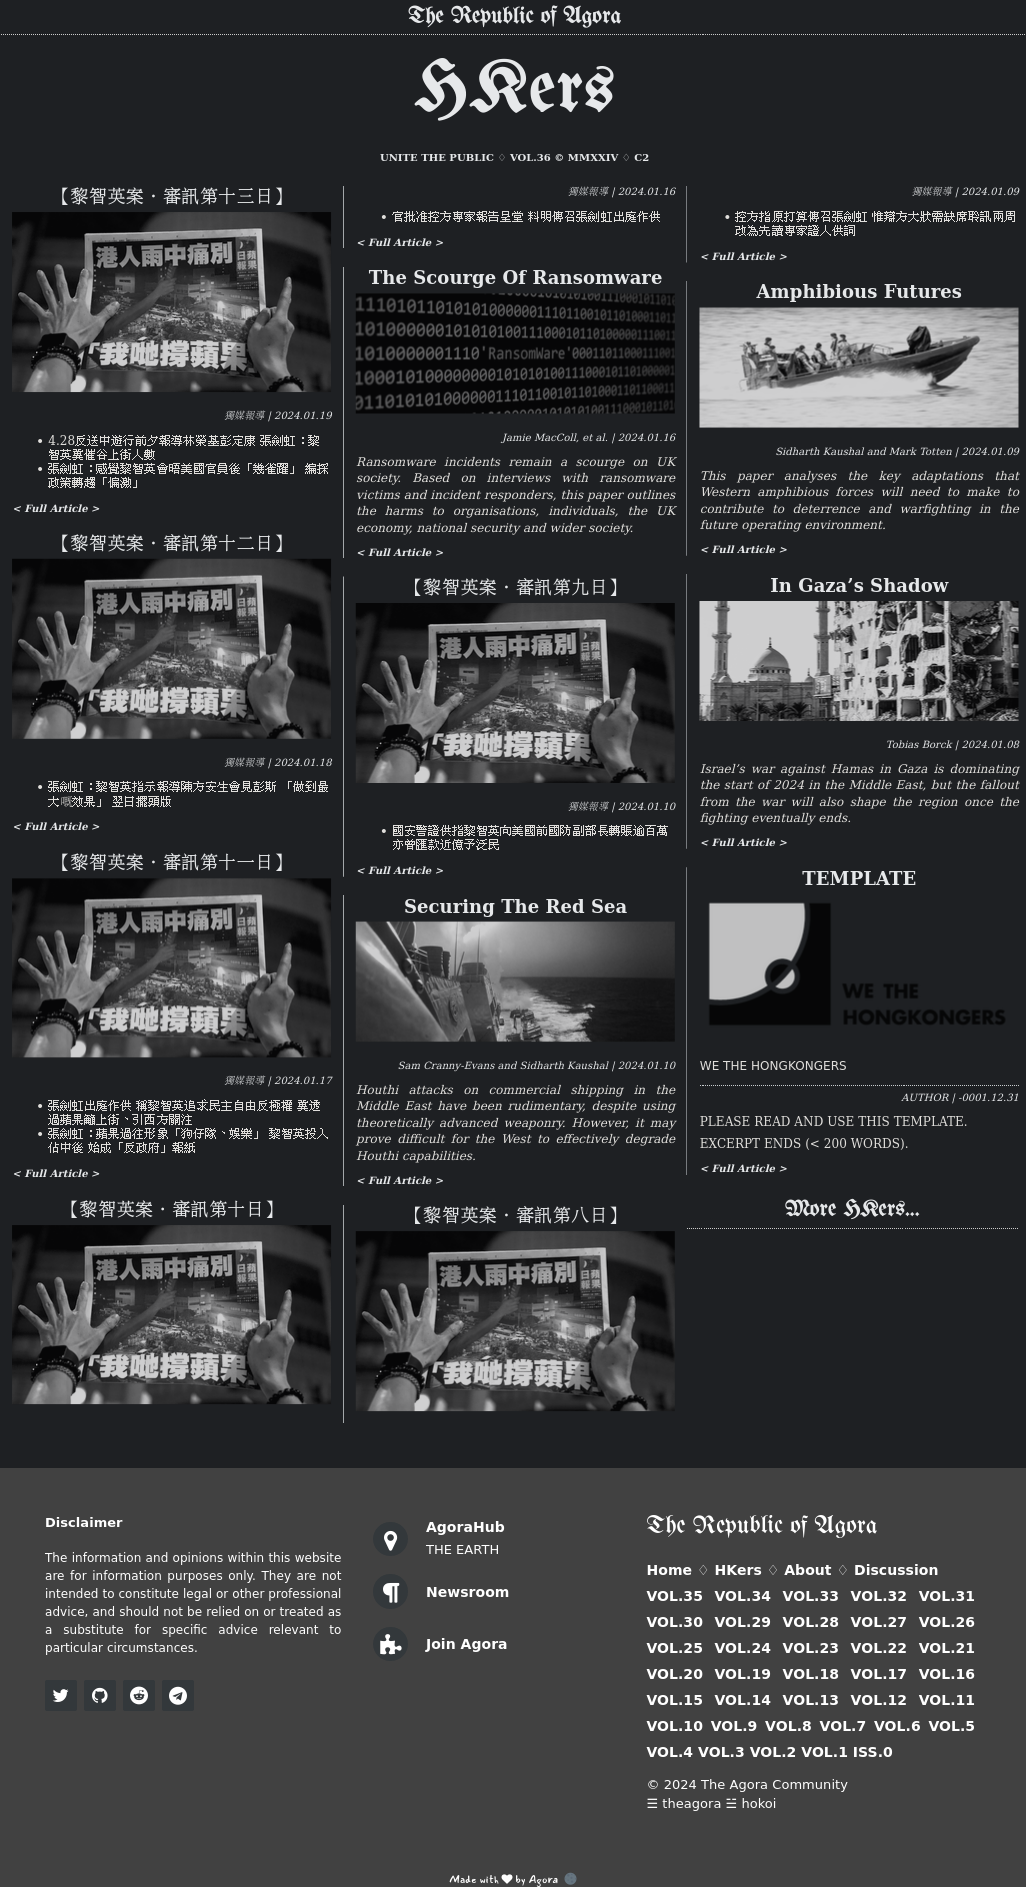 The Republic of Agora
HKers
UNITE THE PUBLIC ♢ VOL.36 © MMXXIV ♢ C2
【黎智英案・審訊第十三日】
港人雨中痛別
蘋果日報
「我哋撐蘋果
獨媒報導 | 2024.01.19
• 4.28反送中遊行前夕報導林榮基彭定康 張劍虹：黎
智英冀催谷上街人數
• 張劍虹：感覺黎智英會晤美國官員後「幾雀躍」 編採
政策轉趨「偏激」
< Full Article >
【黎智英案・審訊第十二日】
港人雨中痛別
蘋果日報
「我哋撐蘋果
獨媒報導 | 2024.01.18
• 張劍虹：黎智英指示報導陳方安生會見彭斯 「做到最
大嘅效果」 翌日擺頭版
< Full Article >
【黎智英案・審訊第十一日】
港人雨中痛別
蘋果日報
「我哋撐蘋果
獨媒報導 | 2024.01.17
• 張劍虹出庭作供 稱黎智英追求民主自由反極權 冀透
過蘋果籲上街、引西方關注
• 張劍虹：蘋果過往形象「狗仔隊、娛樂」 黎智英投入
佔中後 始成「反政府」報紙
< Full Article >
【黎智英案・審訊第十日】
港人雨中痛別
蘋果日報
「我哋撐蘋果
獨媒報導 | 2024.01.16
• 官批准控方專家報告呈堂 料明傳召張劍虹出庭作供
< Full Article >
The Scourge Of Ransomware
'RansomWare'
Jamie MacColl, et al. | 2024.01.16
Ransomware incidents remain a scourge on UK
society. Based on interviews with ransomware
victims and incident responders, this paper outlines
the harms to organisations, individuals, the UK
economy, national security and wider society.
< Full Article >
【黎智英案・審訊第九日】
港人雨中痛別
蘋果日報
「我哋撐蘋果
獨媒報導 | 2024.01.10
• 國安警證供指黎智英向美國前國防副部長轉賬逾百萬
亦曾匯款近億予泛民
< Full Article >
Securing The Red Sea
Sam Cranny-Evans and Sidharth Kaushal | 2024.01.10
Houthi attacks on commercial shipping in the
Middle East have been rudimentary, despite using
theoretically advanced weaponry. However, it may
prove difficult for the West to effectively degrade
Houthi capabilities.
< Full Article >
【黎智英案・審訊第八日】
港人雨中痛別
蘋果日報
「我哋撐蘋果
獨媒報導 | 2024.01.09
• 控方指原打算傳召張劍虹 惟辯方大狀需缺席聆訊兩周
改為先讀專家證人供詞
< Full Article >
Amphibious Futures
Sidharth Kaushal and Mark Totten | 2024.01.09
This paper analyses the key adaptations that
Western amphibious forces will need to make to
contribute to deterrence and warfighting in the
future operating environment.
< Full Article >
In Gaza’s Shadow
Tobias Borck | 2024.01.08
Israel’s war against Hamas in Gaza is dominating
the start of 2024 in the Middle East, but the fallout
from the war will also shape the region once the
fighting eventually ends.
< Full Article >
TEMPLATE
WE THE
HONGKONGERS
WE THE HONGKONGERS
AUTHOR | -0001.12.31
PLEASE READ AND USE THIS TEMPLATE.
EXCERPT ENDS (< 200 WORDS).
< Full Article >
More HKers...
Disclaimer
The information and opinions within this website
are for information purposes only. They are not
intended to constitute legal or other professional
advice, and should not be relied on or treated as
a substitute for specific advice relevant to
particular circumstances.
AgoraHub
THE EARTH
Newsroom
Join Agora
The Republic of Agora
Home ♢ HKers ♢ About ♢ Discussion
VOL.35 VOL.34 VOL.33 VOL.32 VOL.31
VOL.30 VOL.29 VOL.28 VOL.27 VOL.26
VOL.25 VOL.24 VOL.23 VOL.22 VOL.21
VOL.20 VOL.19 VOL.18 VOL.17 VOL.16
VOL.15 VOL.14 VOL.13 VOL.12 VOL.11
VOL.10 VOL.9 VOL.8 VOL.7 VOL.6 VOL.5
VOL.4 VOL.3 VOL.2 VOL.1 ISS.0
© 2024 The Agora Community
☰ theagora ☱ hokoi
Made with ♥ by Agora